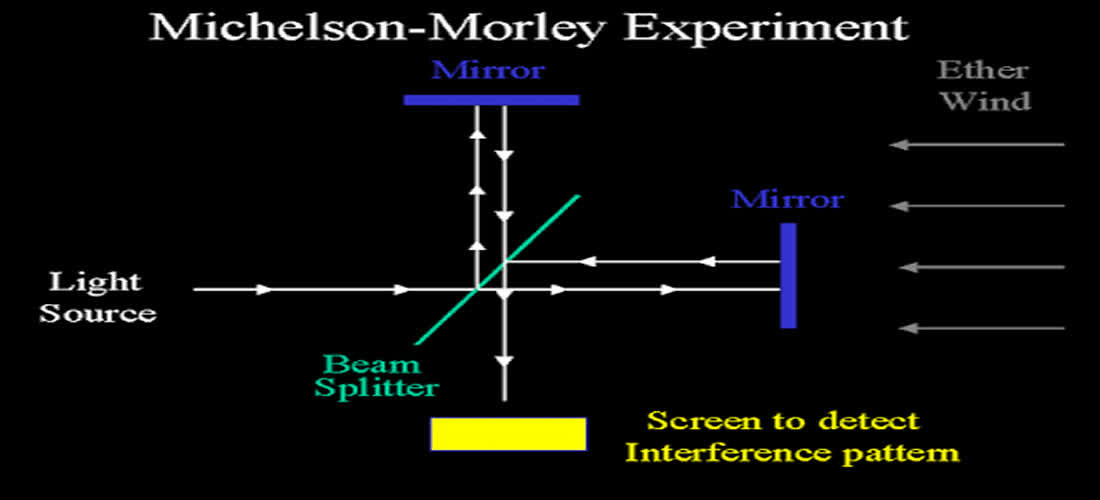 Michelson-Morley Experiment
Mirror
Ether
Wind
Mirror
Light
Source
Beam
Splitter
Screen to detect
Interference pattern